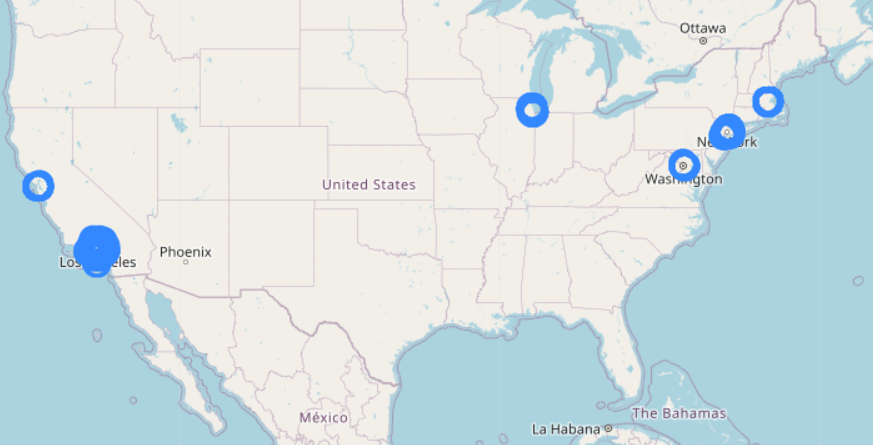 Ottawa
Washington
United States
Phoenix
México
The Bahamas
La Habana